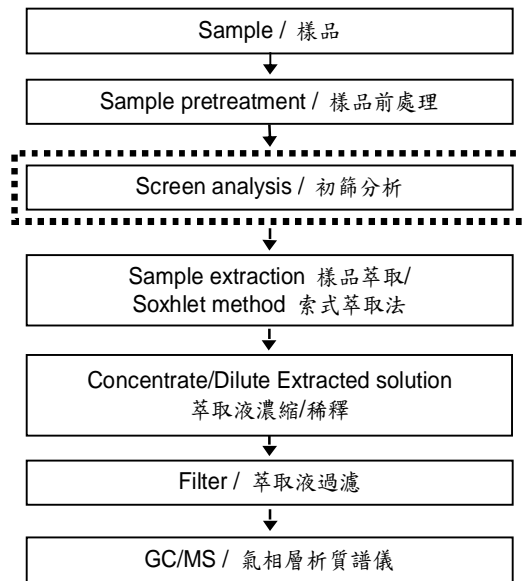 Sample / 樣品
Sample pretreatment / 樣品前處理
Screen analysis / 初篩分析
Sample extraction 樣品萃取/
Soxhlet method 索式萃取法
Concentrate/Dilute Extracted solution
萃取液濃縮/稀釋
Filter / 萃取液過濾
GC/MS / 氣相層析質譜儀